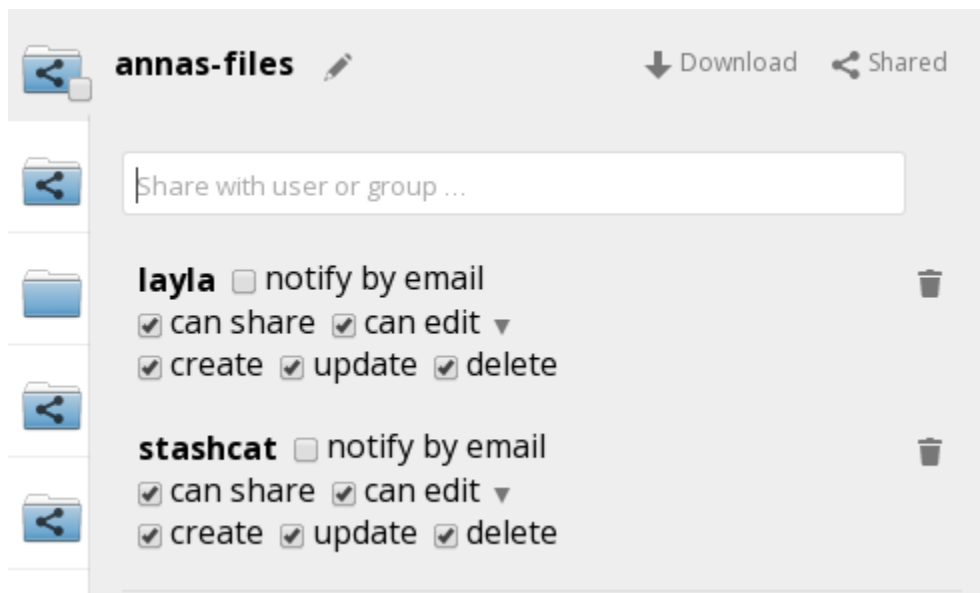 annas-files Download Shared
Share with user or group ...
layla notify by email
can share can edit
create update delete
stashcat notify by email
can share can edit
create update delete